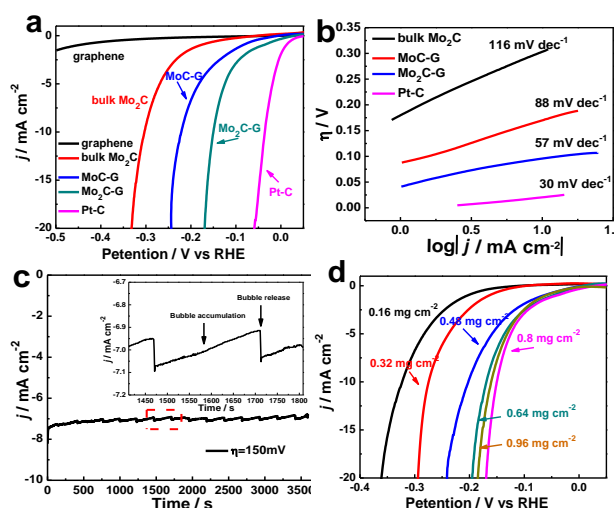 a
0
-5
-10
-15
-20
j / mA cm-2
graphene
MoC-G
bulk Mo2C
Mo2C-G
Pt-C
graphene
bulk Mo2C
MoC-G
Mo2C-G
Pt-C
-0.5 -0.4 -0.3 -0.2 -0.1 0.0
Petention / V vs RHE
b
0.35
0.30
0.25
0.20
0.15
0.10
0.05
0.00
η / V
bulk Mo2C
MoC-G
Mo2C-G
Pt-C
116 mV dec-1
88 mV dec-1
57 mV dec-1
30 mV dec-1
0.0 0.5 1.0 1.
log|j / mA cm-2|
c
0
-2
-4
-6
-8
-10
j / mA cm-2
-6.7
-6.8
-6.9
-7.0
-7.1
-7.2
j / mA cm-2
Bubble accumulation
Bubble release
1500 1600 1700 1800
Time / s
η=150mV
0 500 1000 1500 2000 2500 3000 350
Time / s
d
0
-5
-10
-15
-20
j / mA cm-2
0.16 mg cm-2
0.48 mg cm-2
0.8 mg cm-2
0.32 mg cm-2
0.64 mg cm-2
0.96 mg cm-2
-0.4 -0.3 -0.2 -0.1 0.0
Petention / V vs RHE